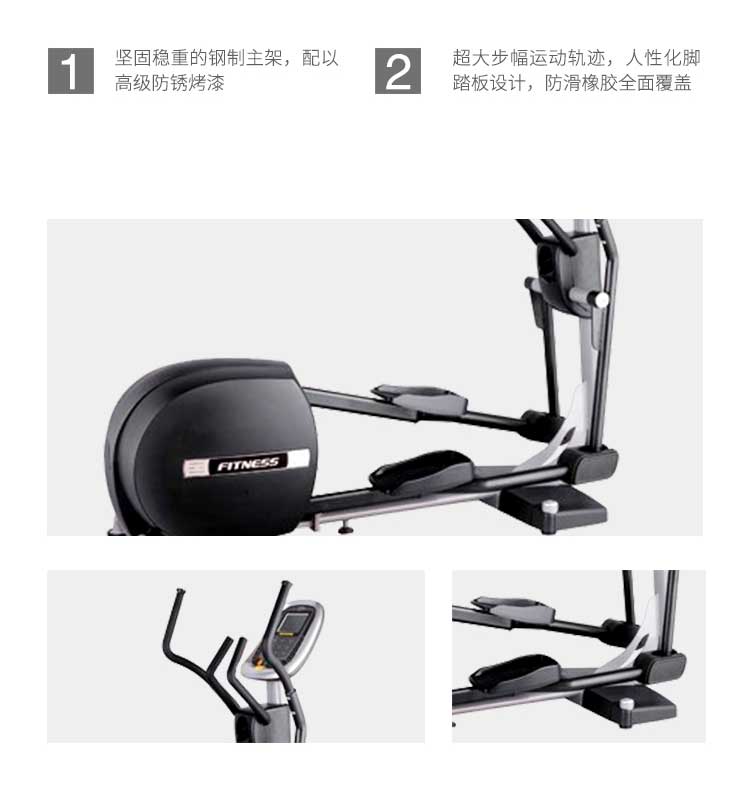 1
坚固稳重的钢制主架，配以
高级防锈烤漆
2
超大步幅运动轨迹，人性化脚
踏板设计，防滑橡胶全面覆盖
FITNESS